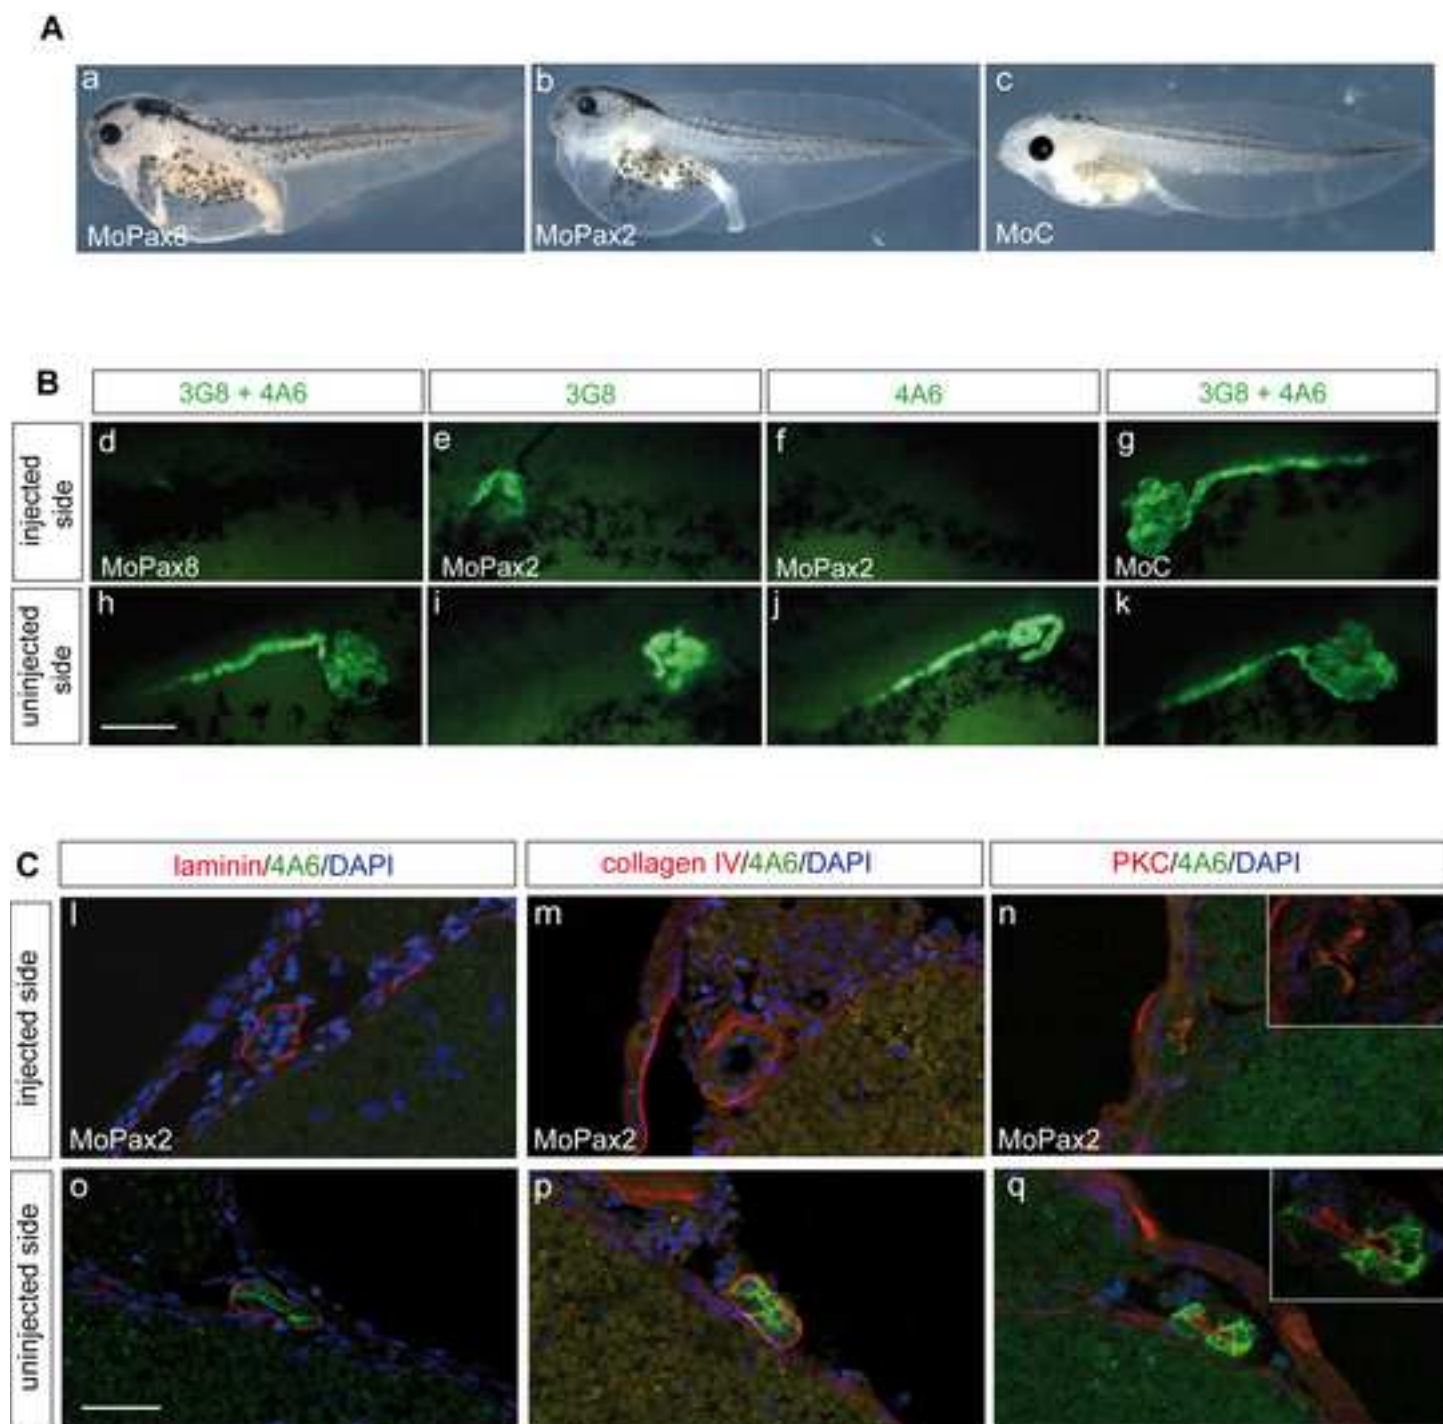 A
a
b
c
MoPax8
MoPax2
MoC
B
3G8 + 4A6
3G8
4A6
3G8 + 4A6
injected side
d
e
f
g
MoPax8
MoPax2
MoPax2
MoC
uninjected side
h
i
j
k
C
laminin/4A6/DAPI
collagen IV/4A6/DAPI
PKC/4A6/DAPI
injected side
l
m
n
MoPax2
MoPax2
MoPax2
uninjected side
o
p
q